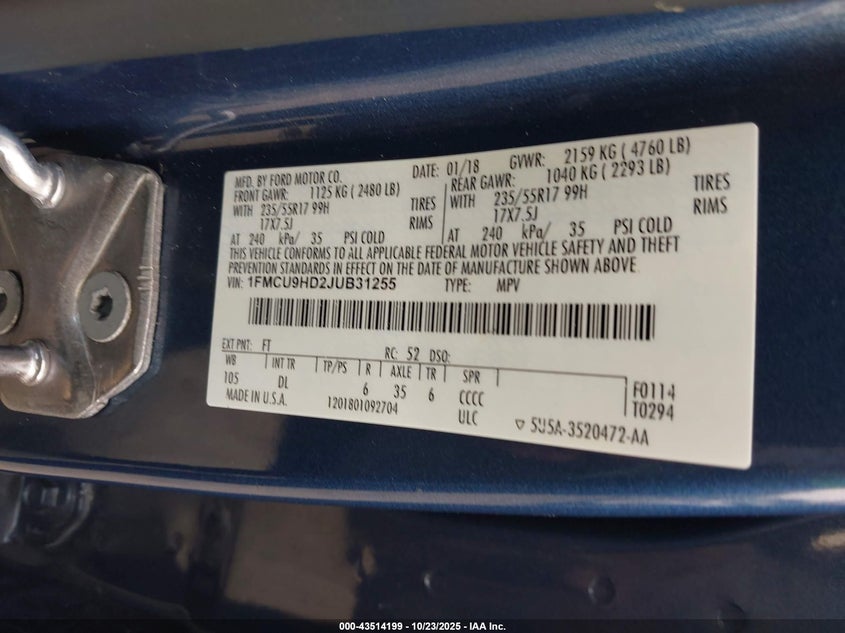 MFD. BY FORD MOTOR CO.
DATE: 01/18 GVWR: 2159 KG ( 4760 LB)
FRONT GAWR: 1125 KG ( 2480 LB)
WITH 235/55R17 99H TIRES
17X7.5J RIMS
AT 240 kPa/ 35 PSI COLD
REAR GAWR: 1040 KG ( 2293 LB)
WITH 235/55R17 99H TIRES
17X7.5J RIMS
AT 240 kPa/ 35 PSI COLD
THIS VEHICLE CONFORMS TO ALL APPLICABLE FEDERAL MOTOR VEHICLE SAFETY AND THEFT
PREVENTION STANDARDS IN EFFECT ON THE DATE OF MANUFACTURE SHOWN ABOVE.
VIN: 1FMCU9HD2JUB31255 TYPE: MPV
EXT PNT: FT RC: 52 DSO:
WB INT TR TP/PS R AXLE TR SPR
105 DL 6 35 6 CCCC
MADE IN U.S.A. 1201801092704 ULC
F0114
T0294
▽ 5U5A-3520472-AA
000-43514199 - 10/23/2025 - IAA Inc.